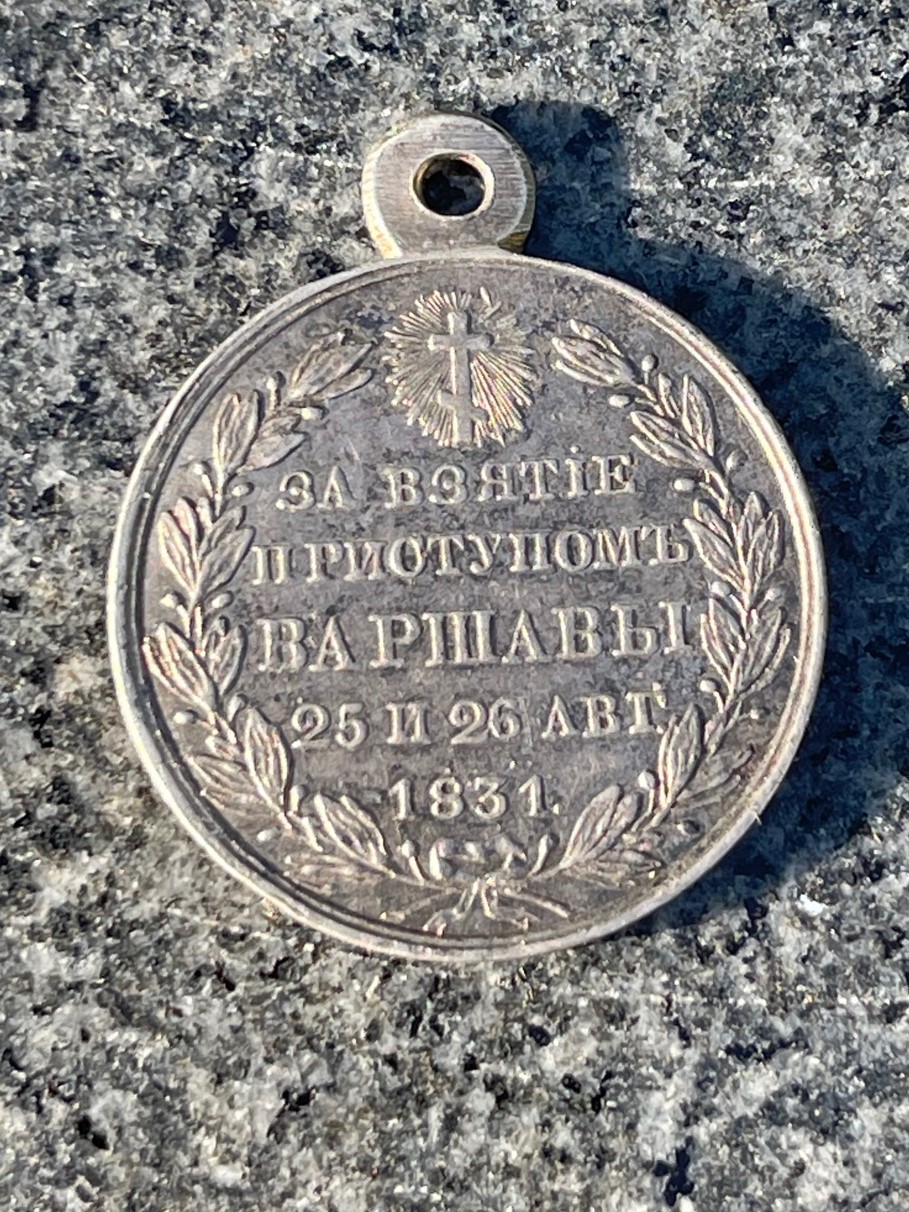 ЗА ВЗЯТІЕ
ПРИСТУПОМЪ
ВАРШАВЫ
25 И 26 АВГ.
1831.